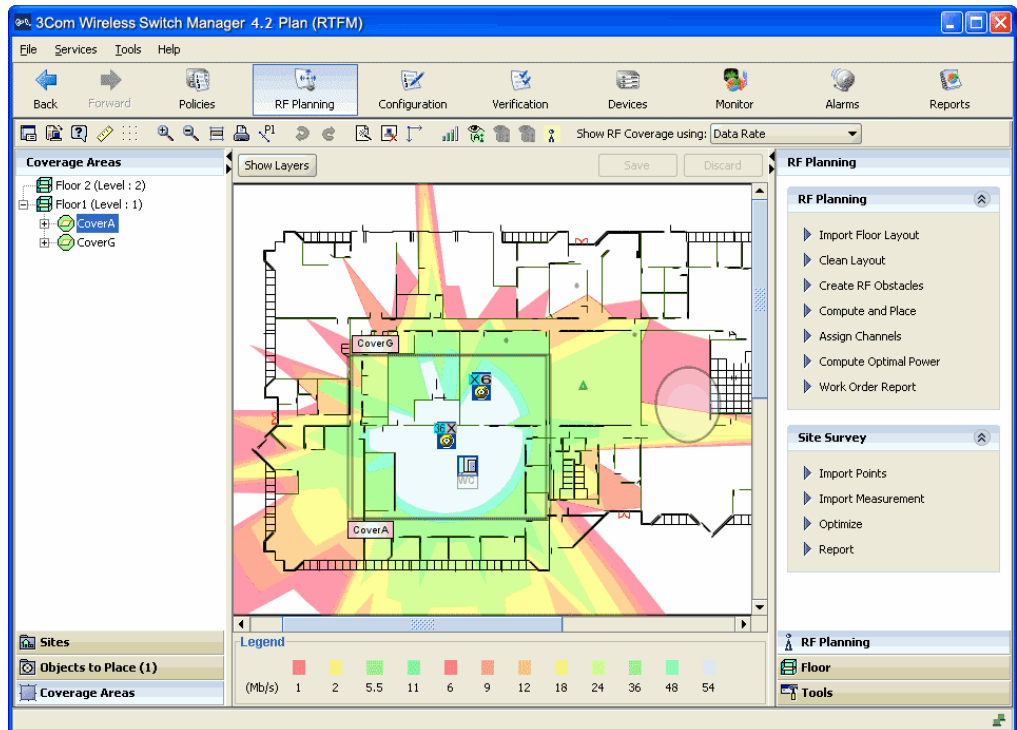 3Com Wireless Switch Manager 4.2 Plan (RTFM)
File Services Tools Help
Back Forward Policies RF Planning Configuration Verification Devices Monitor Alarms Reports
P1 Show RF Coverage using: Data Rate
Coverage Areas
Floor 2 (Level : 2)
Floor1 (Level : 1)
CoverA
CoverG
Sites
Objects to Place (1)
Coverage Areas
Show Layers Save Discard
CoverG
X 6
36 X
WC
CoverA
Legend
(Mb/s) 1 2 5.5 11 6 9 12 18 24 36 48 54
RF Planning
RF Planning
Import Floor Layout
Clean Layout
Create RF Obstacles
Compute and Place
Assign Channels
Compute Optimal Power
Work Order Report
Site Survey
Import Points
Import Measurement
Optimize
Report
RF Planning
Floor
Tools